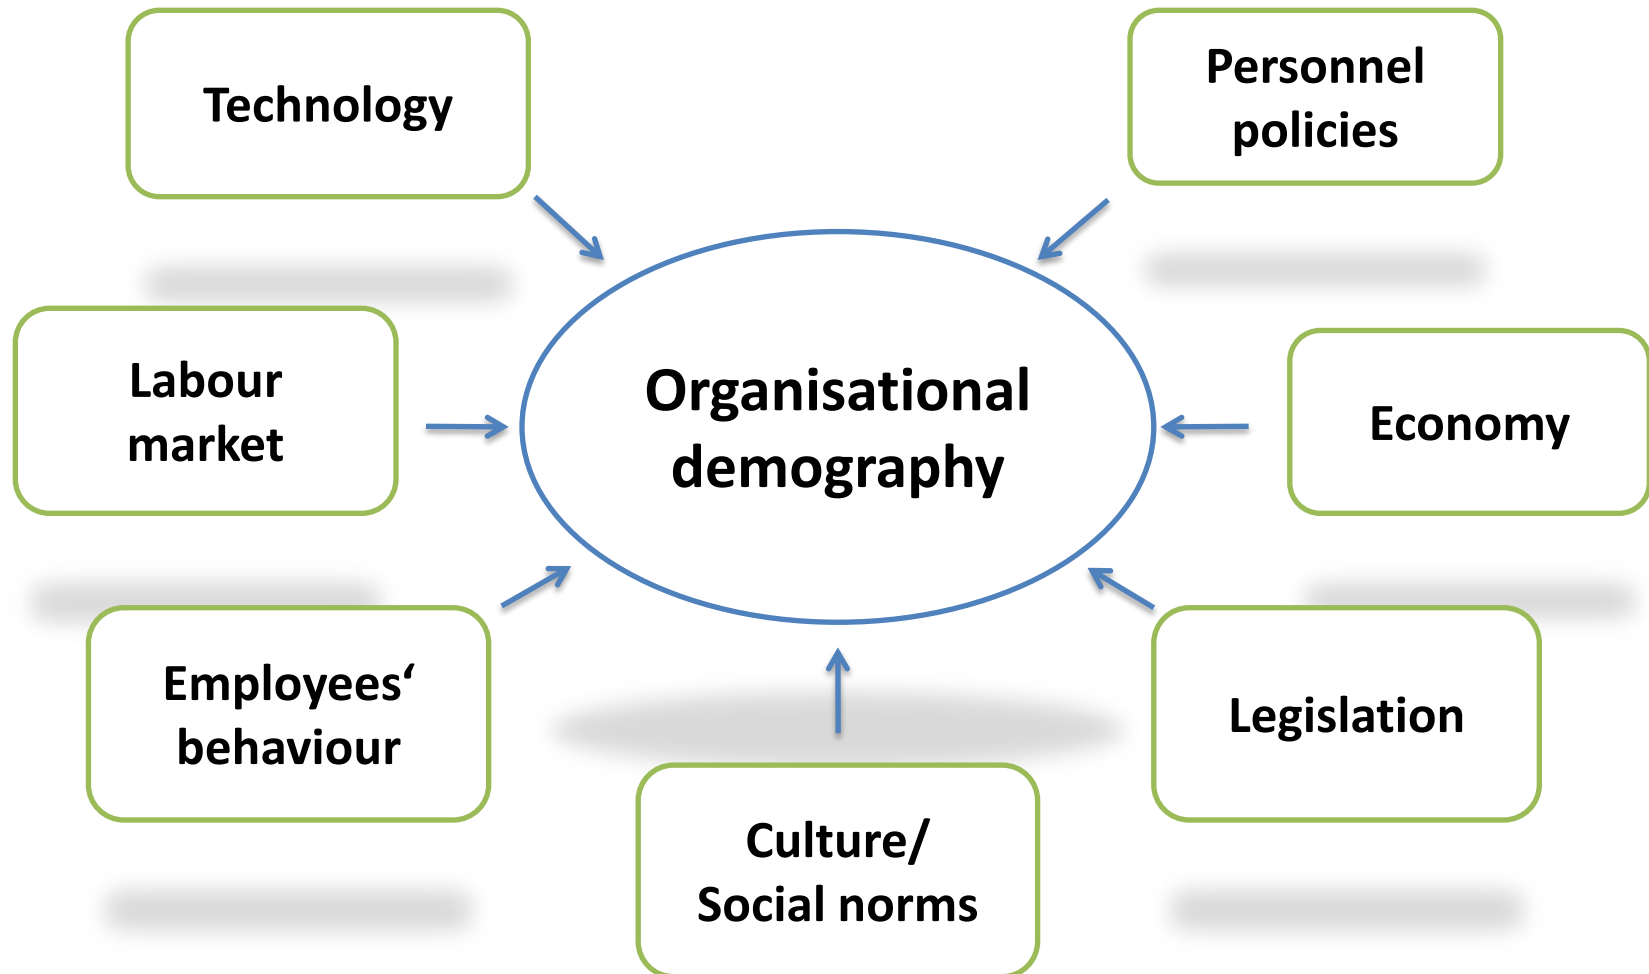 Technology
Personnel
policies
Labour
market
Organisational
demography
Economy
Employees‘
behaviour
Legislation
Culture/
Social norms